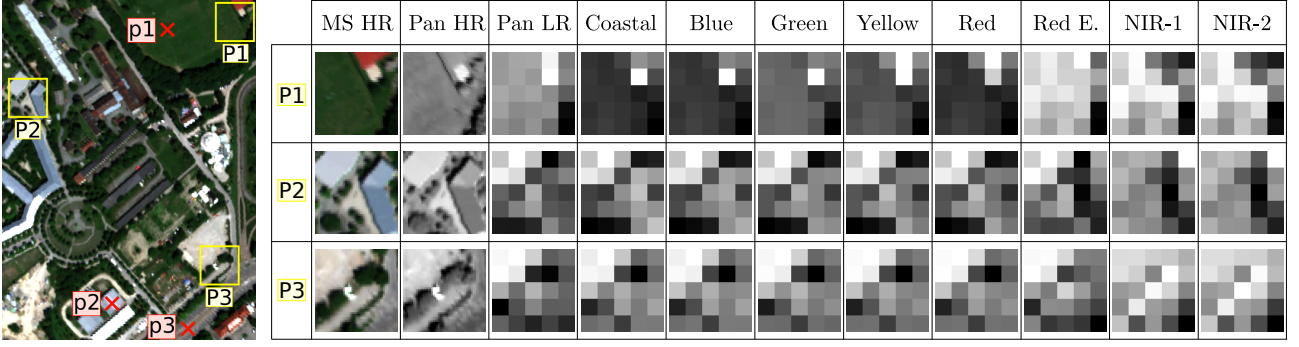 p1
P1
P2
p2
p3
P3
MS HR Pan HR Pan LR Coastal Blue Green Yellow Red Red E. NIR-1 NIR-2
P1
P2
P3